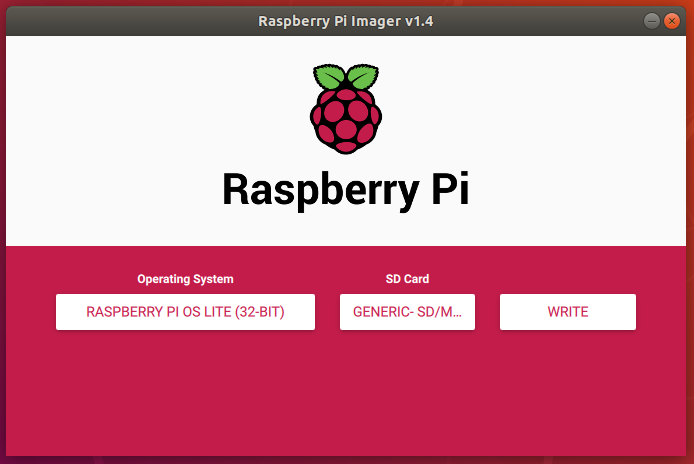 Raspberry Pi Imager v1.4
Raspberry Pi
Operating System
SD Card
RASPBERRY PI OS LITE (32-BIT)
GENERIC- SD/M...
WRITE